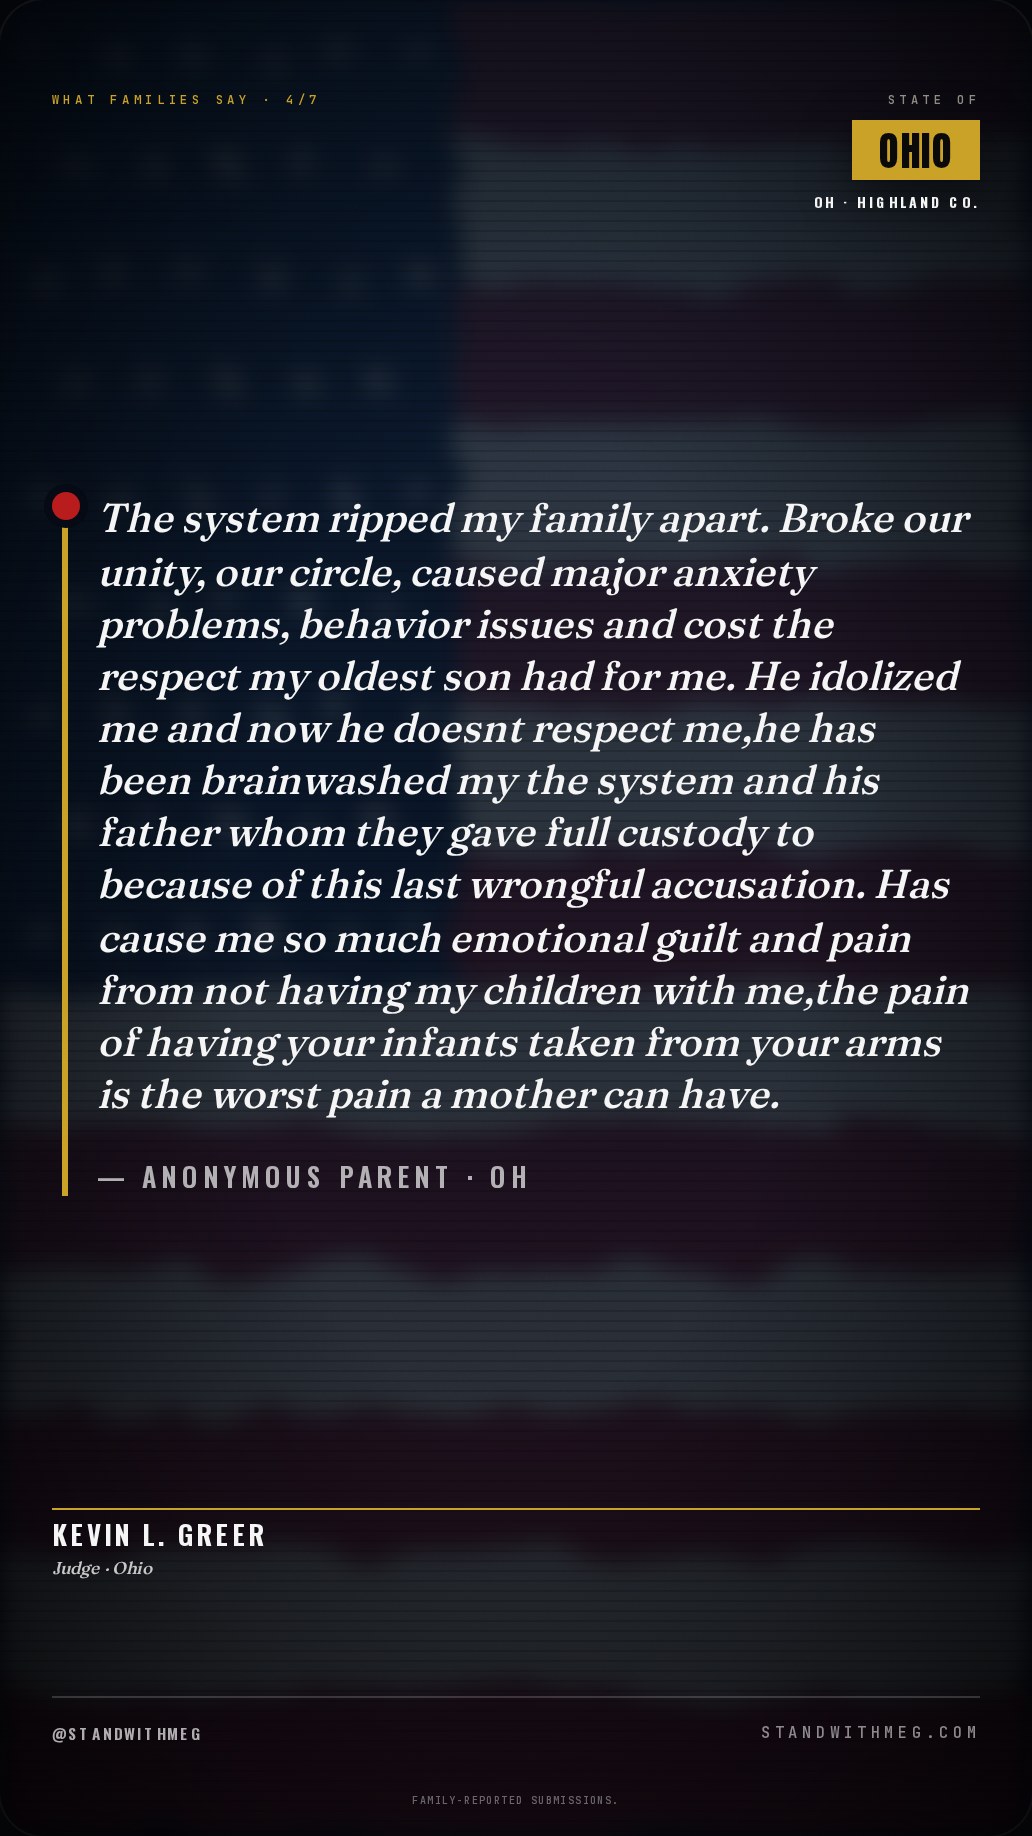 WHAT FAMILIES SAY · 4/7
STATE OF
OHIO
OH · HIGHLAND CO.
The system ripped my family apart. Broke our
unity, our circle, caused major anxiety
problems, behavior issues and cost the
respect my oldest son had for me. He idolized
me and now he doesnt respect me,he has
been brainwashed my the system and his
father whom they gave full custody to
because of this last wrongful accusation. Has
cause me so much emotional guilt and pain
from not having my children with me,the pain
of having your infants taken from your arms
is the worst pain a mother can have.
— ANONYMOUS PARENT · OH
KEVIN L. GREER
Judge · Ohio
@STANDWITHMEG
STANDWITHMEG.COM
FAMILY-REPORTED SUBMISSIONS.